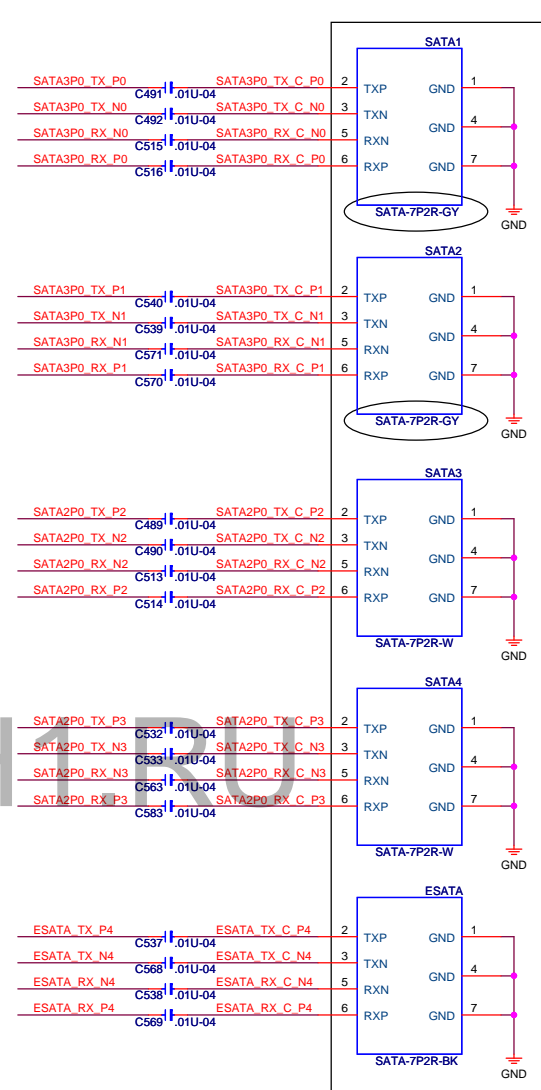 SATA1
SATA3P0_TX_P0 C491 .01U-04 SATA3P0_TX_C_P0 2 TXP GND 1
SATA3P0_TX_N0 C492 .01U-04 SATA3P0_TX_C_N0 3 TXN GND 4
SATA3P0_RX_N0 C515 .01U-04 SATA3P0_RX_C_N0 5 RXN
SATA3P0_RX_P0 C516 .01U-04 SATA3P0_RX_C_P0 6 RXP GND 7
SATA-7P2R-GY
GND
SATA2
SATA3P0_TX_P1 C540 .01U-04 SATA3P0_TX_C_P1 2 TXP GND 1
SATA3P0_TX_N1 C539 .01U-04 SATA3P0_TX_C_N1 3 TXN GND 4
SATA3P0_RX_N1 C571 .01U-04 SATA3P0_RX_C_N1 5 RXN
SATA3P0_RX_P1 C570 .01U-04 SATA3P0_RX_C_P1 6 RXP GND 7
SATA-7P2R-GY
GND
SATA3
SATA2P0_TX_P2 C489 .01U-04 SATA2P0_TX_C_P2 2 TXP GND 1
SATA2P0_TX_N2 C490 .01U-04 SATA2P0_TX_C_N2 3 TXN GND 4
SATA2P0_RX_N2 C513 .01U-04 SATA2P0_RX_C_N2 5 RXN
SATA2P0_RX_P2 C514 .01U-04 SATA2P0_RX_C_P2 6 RXP GND 7
SATA-7P2R-W
GND
SATA4
SATA2P0_TX_P3 C532 .01U-04 SATA2P0_TX_C_P3 2 TXP GND 1
SATA2P0_TX_N3 C533 .01U-04 SATA2P0_TX_C_N3 3 TXN GND 4
SATA2P0_RX_N3 C563 .01U-04 SATA2P0_RX_C_N3 5 RXN
SATA2P0_RX_P3 C583 .01U-04 SATA2P0_RX_C_P3 6 RXP GND 7
1.RU
SATA-7P2R-W
GND
ESATA
ESATA_TX_P4 C537 .01U-04 ESATA_TX_C_P4 2 TXP GND 1
ESATA_TX_N4 C568 .01U-04 ESATA_TX_C_N4 3 TXN GND 4
ESATA_RX_N4 C538 .01U-04 ESATA_RX_C_N4 5 RXN
ESATA_RX_P4 C569 .01U-04 ESATA_RX_C_P4 6 RXP GND 7
SATA-7P2R-BK
GND